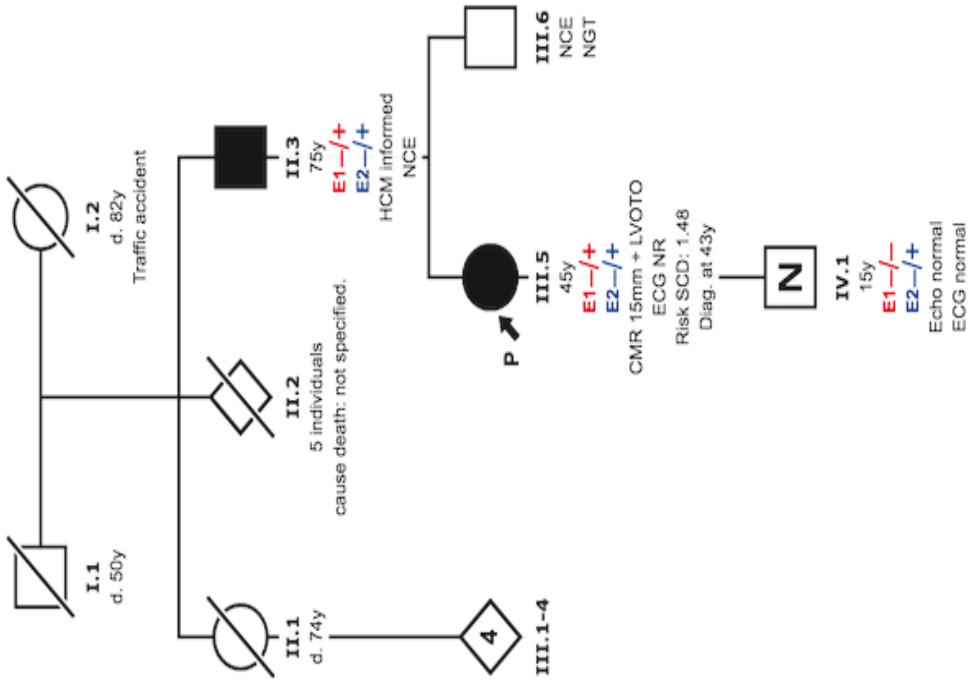 I.1
d. 50y
I.2
d. 82y
Traffic accident
II.1
d. 74y
II.2
5 individuals
cause death: not specified.
II.3
75y
E1—/+
E2—/+
HCM informed
NCE
4
III.1-4
P
III.5
45y
E1—/+
E2—/+
CMR 15mm + LVOTO
ECG NR
Risk SCD: 1.48
Diag. at 43y
III.6
NCE
NGT
N
IV.1
15y
E1—/—
E2—/+
Echo normal
ECG normal